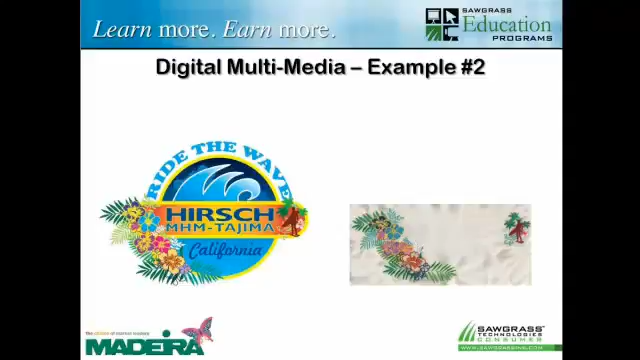 Learn more. Earn more.
SAWGRASS
Education
PROGRAMS
Digital Multi-Media – Example #2
RIDE THE WAVE
HIRSCH
MHM-TAJIMA
California
MADEIRA
SAWGRASS
TECHNOLOGIES
CONSUMER